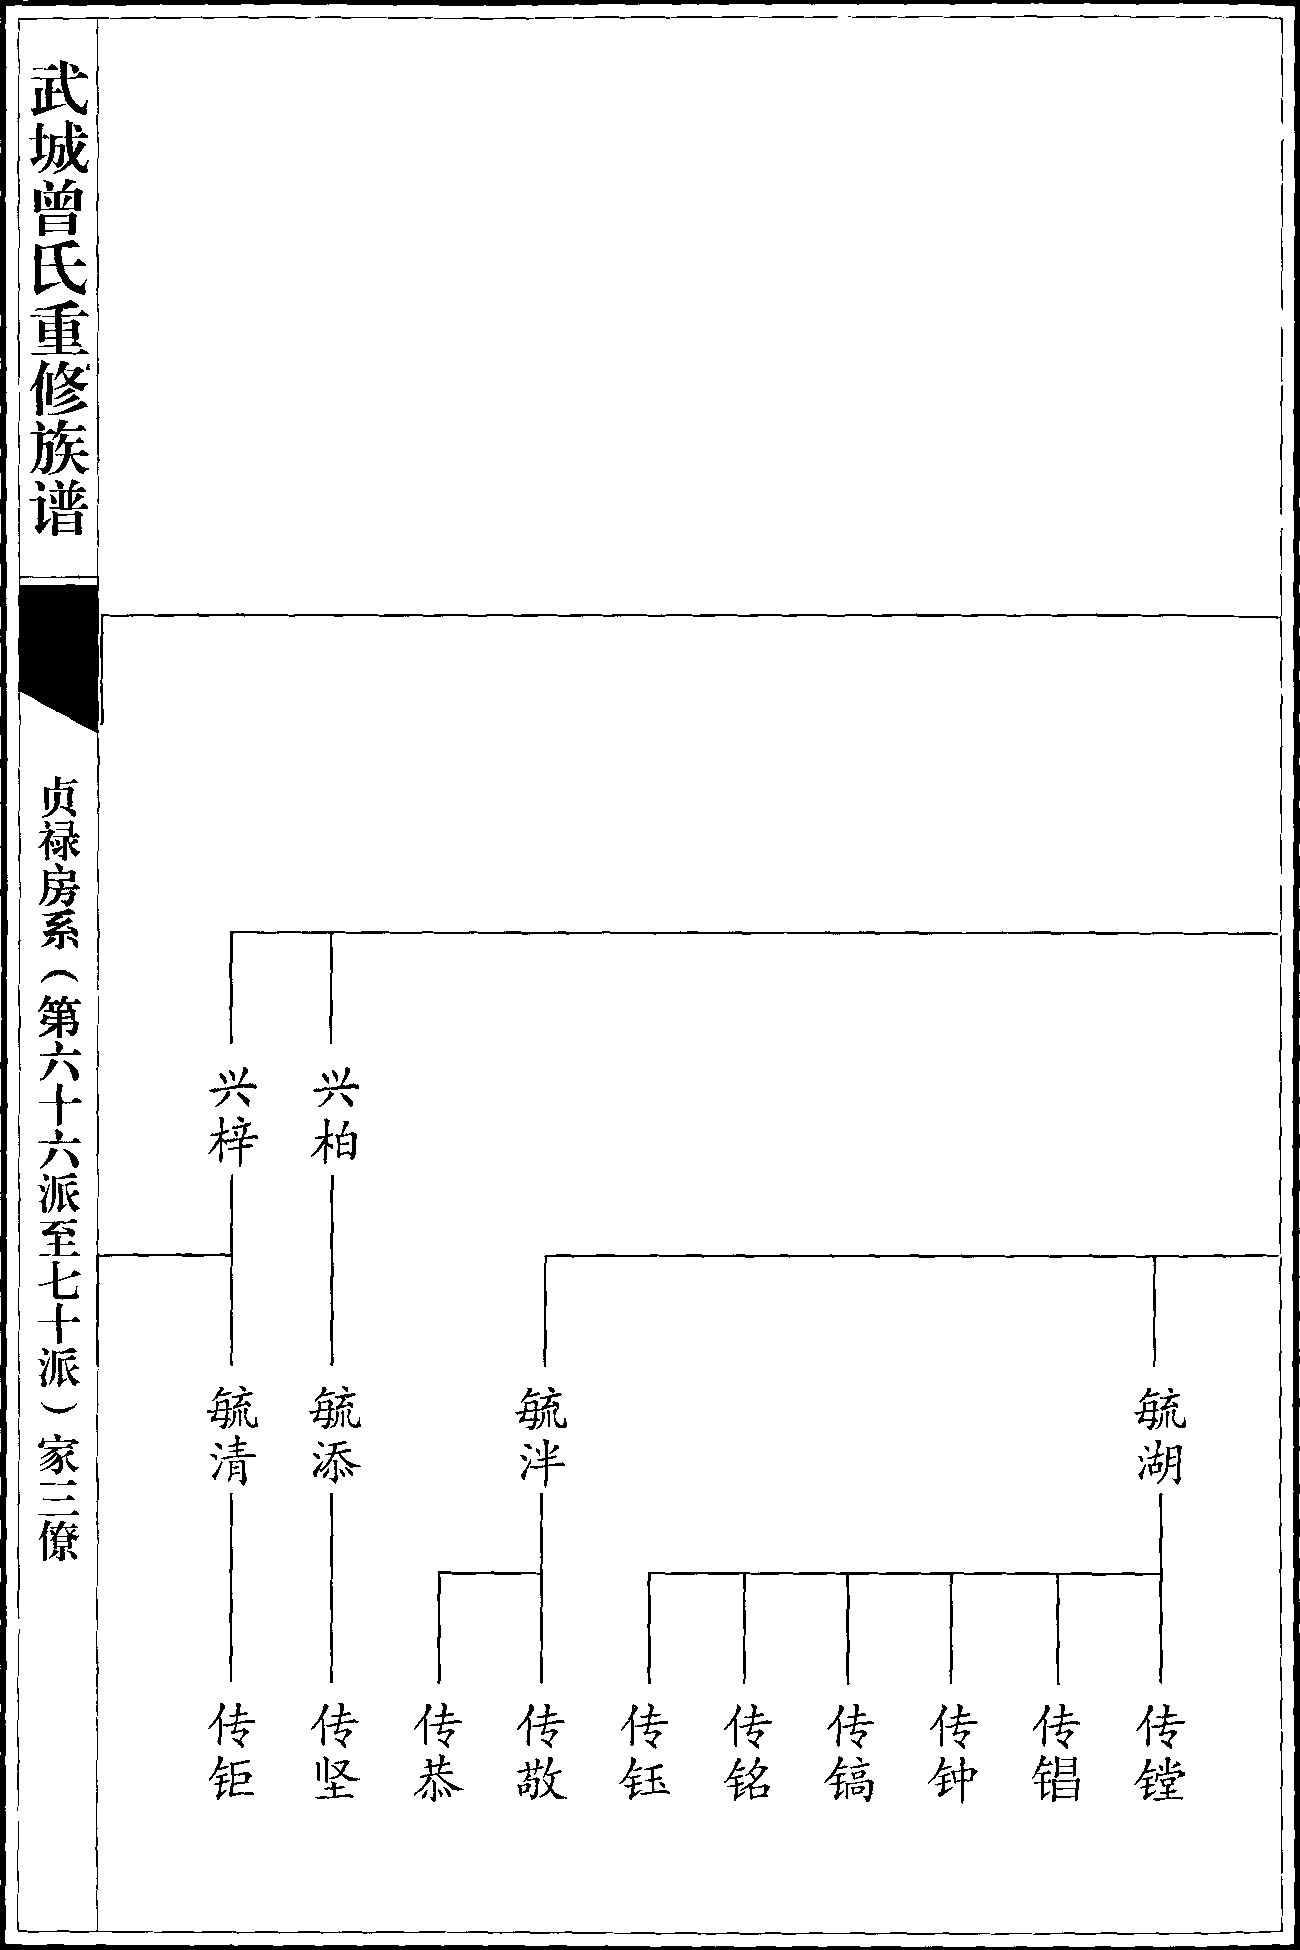 武城曾氏重修族谱
贞禄房系（第六十六派至七十派）家三僚
兴柏
兴梓
毓湖
毓泮
毓添
毓清
传镗
传锠
传钟
传镐
传铭
传钰
传敬
传恭
传坚
传钜